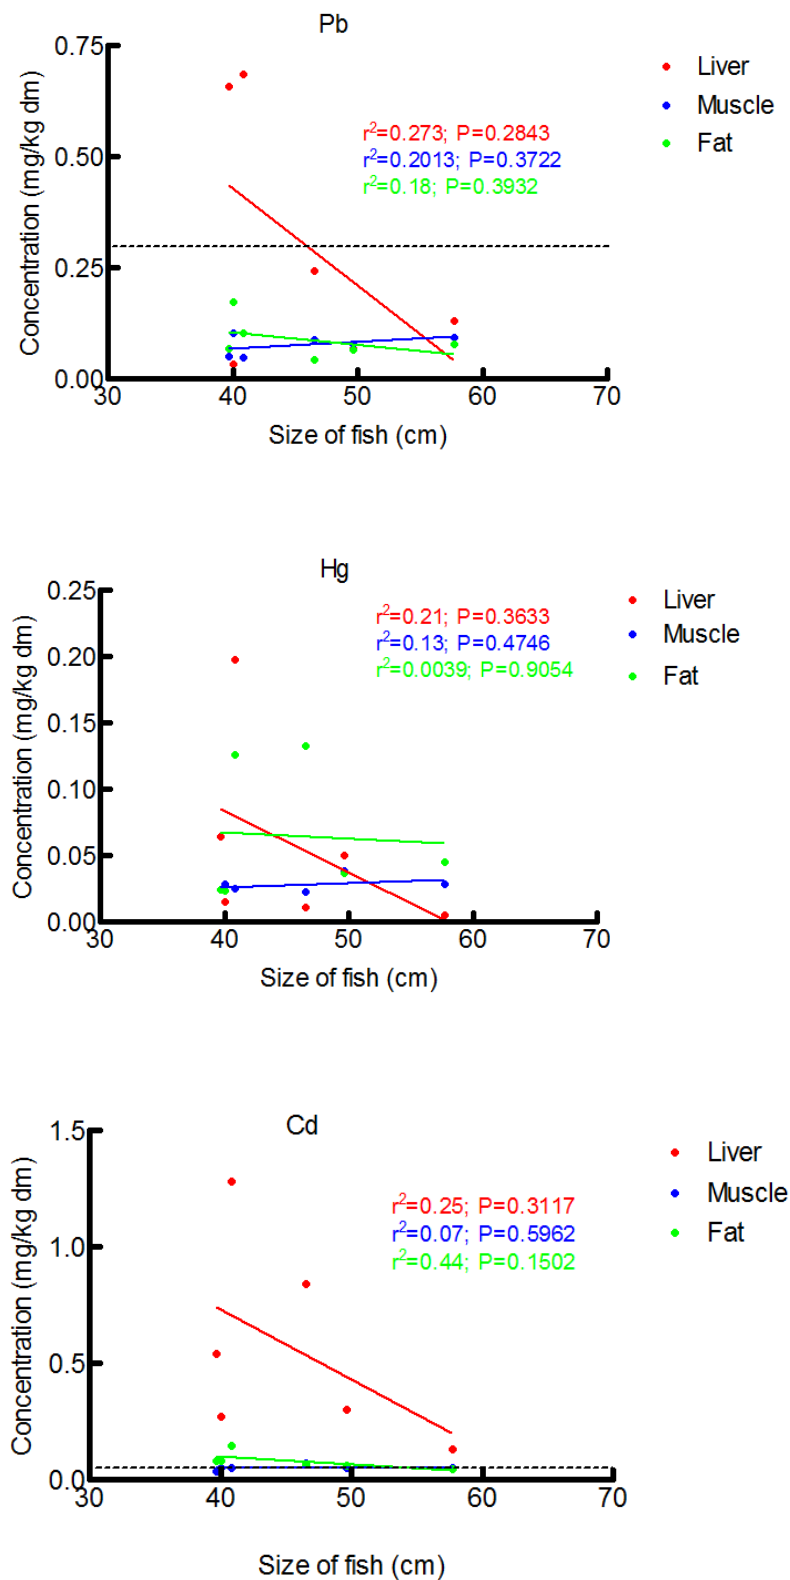 Pb
Concentration (mg/kg dm)
0.75
0.50
0.25
0.00
30 40 50 60 70
Size of fish (cm)
Liver
Muscle
Fat
r²=0.273; P=0.2843
r²=0.2013; P=0.3722
r²=0.18; P=0.3932
Hg
Concentration (mg/kg dm)
0.25
0.20
0.15
0.10
0.05
0.00
30 40 50 60 70
Size of fish (cm)
Liver
Muscle
Fat
r²=0.21; P=0.3633
r²=0.13; P=0.4746
r²=0.0039; P=0.9054
Cd
Concentration (mg/kg dm)
1.5
1.0
0.5
0.0
30 40 50 60 70
Size of fish (cm)
Liver
Muscle
Fat
r²=0.25; P=0.3117
r²=0.07; P=0.5962
r²=0.44; P=0.1502